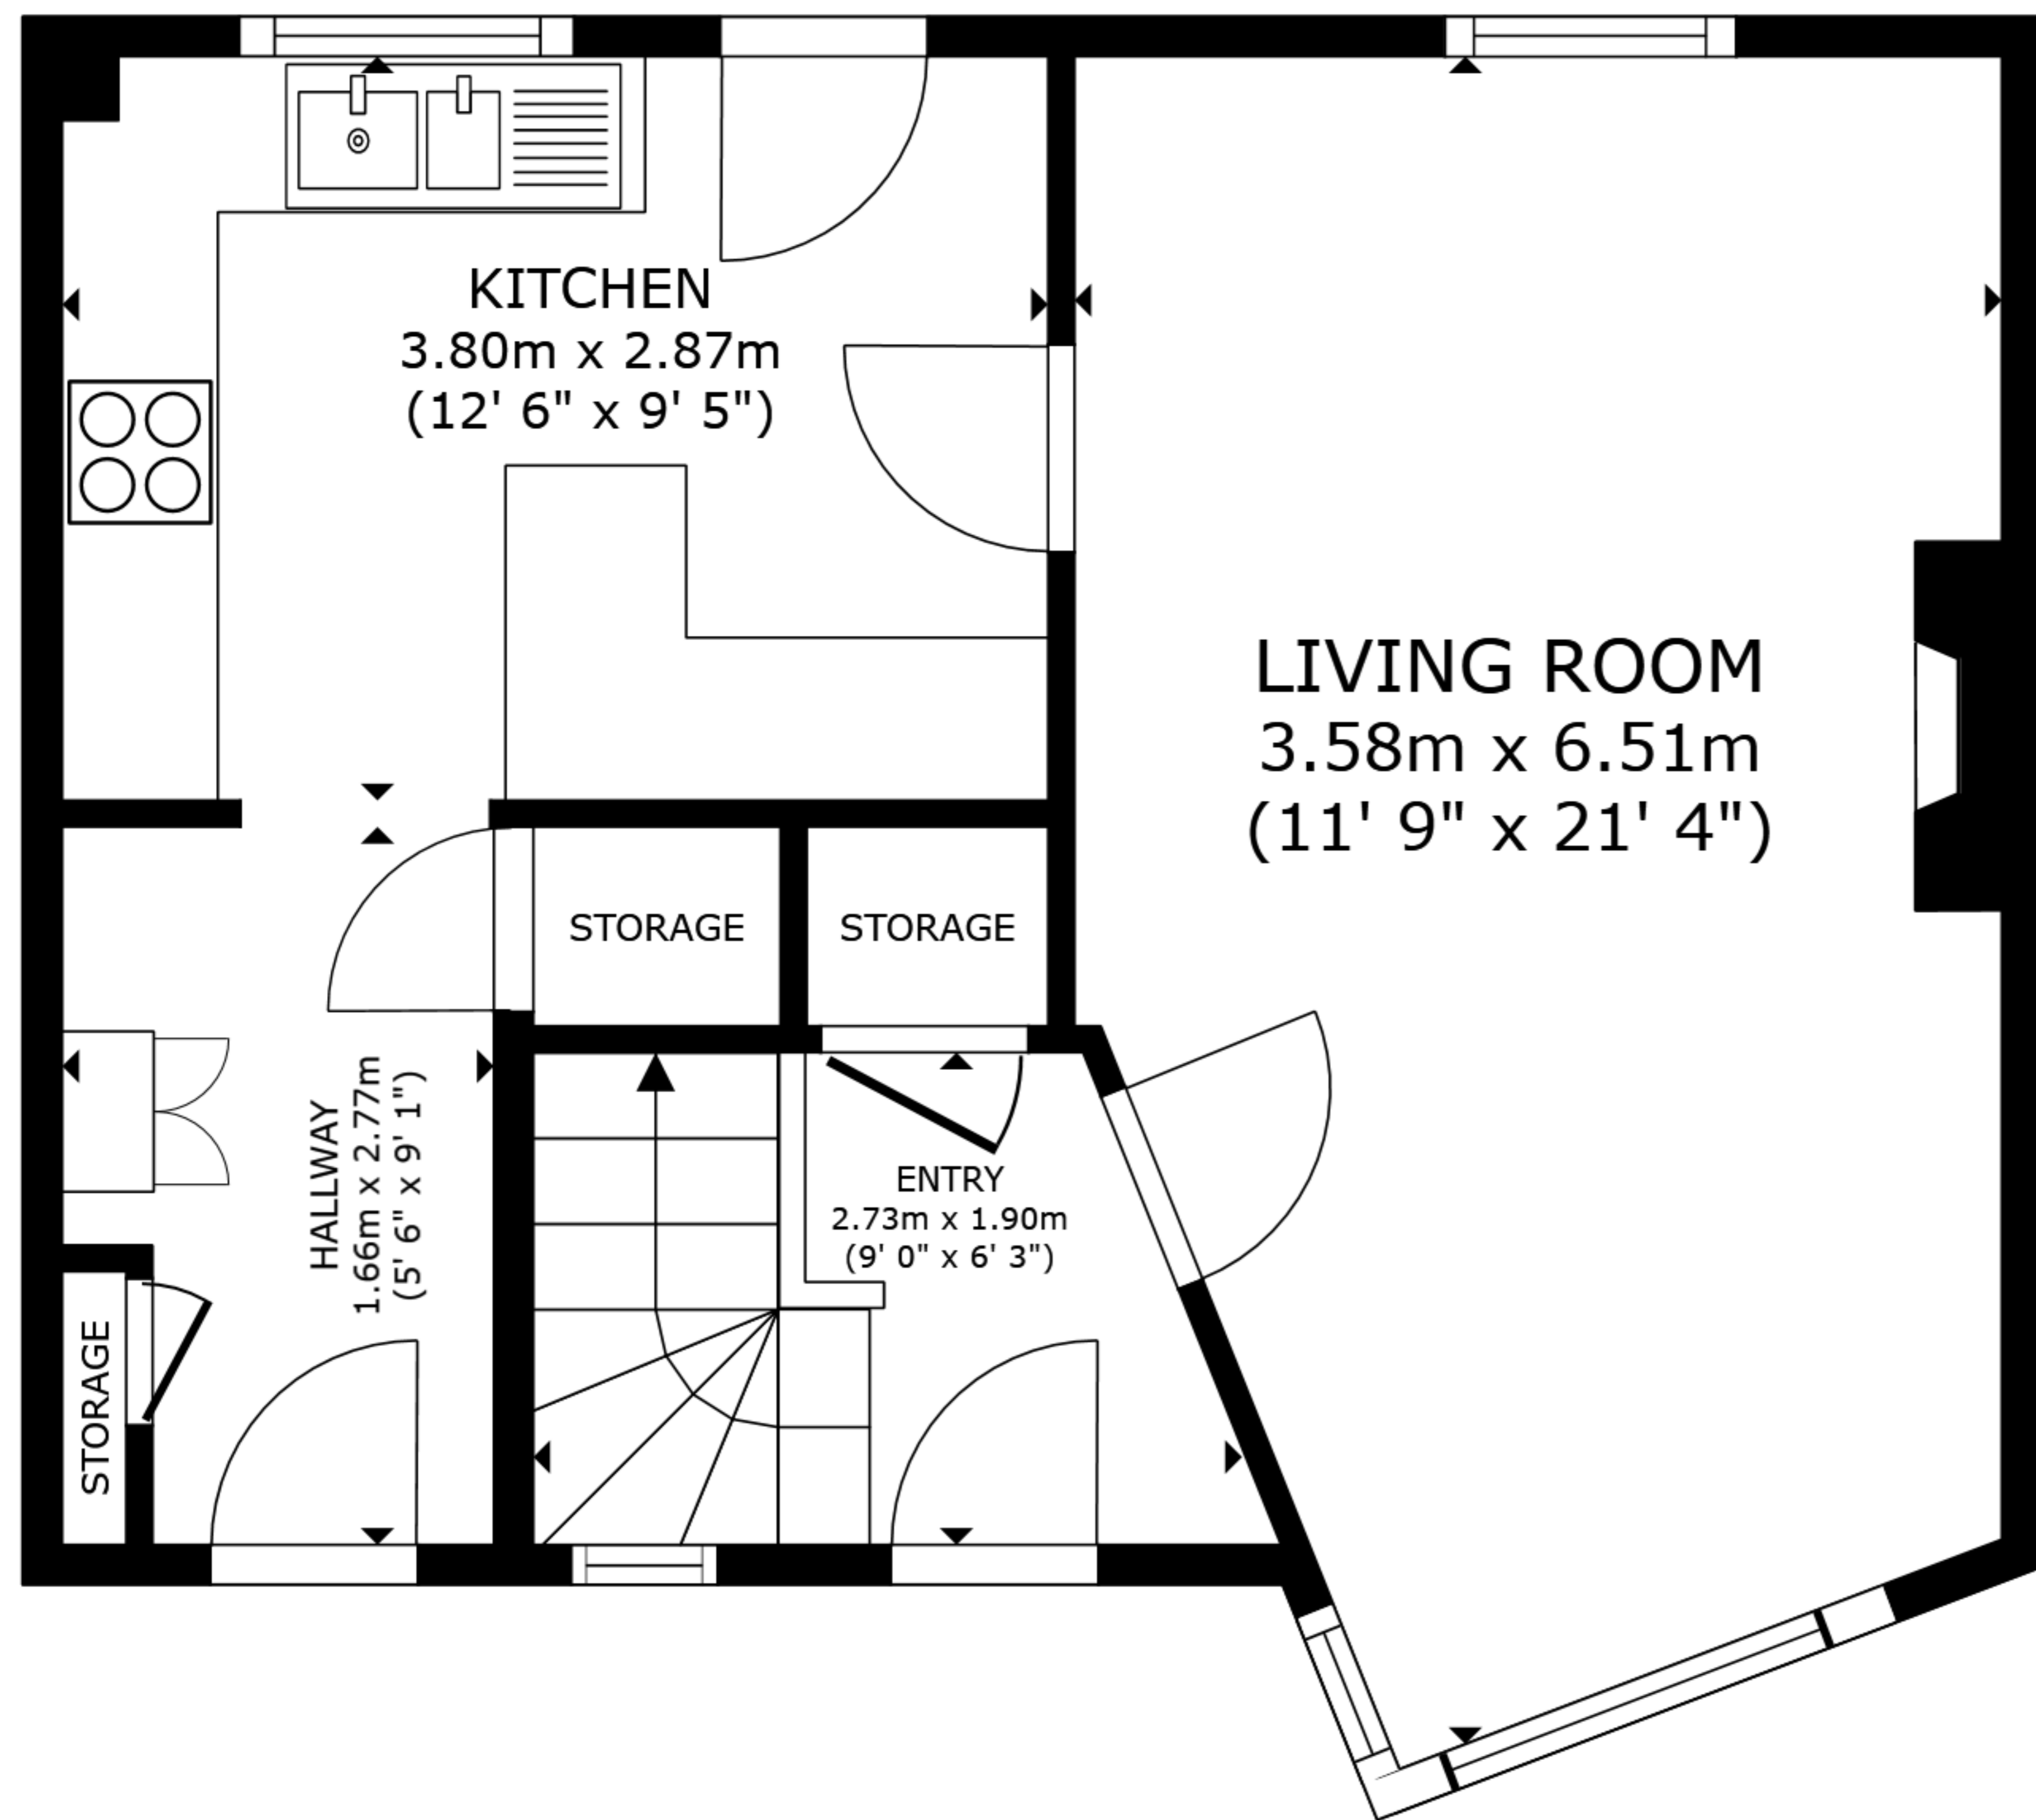 KITCHEN
3.80m x 2.87m
(12' 6" x 9' 5")
LIVING ROOM
3.58m x 6.51m
(11' 9" x 21' 4")
STORAGE
STORAGE
HALLWAY
1.66m x 2.77m
(5' 6" x 9' 1")
ENTRY
2.73m x 1.90m
(9' 0" x 6' 3")
STORAGE